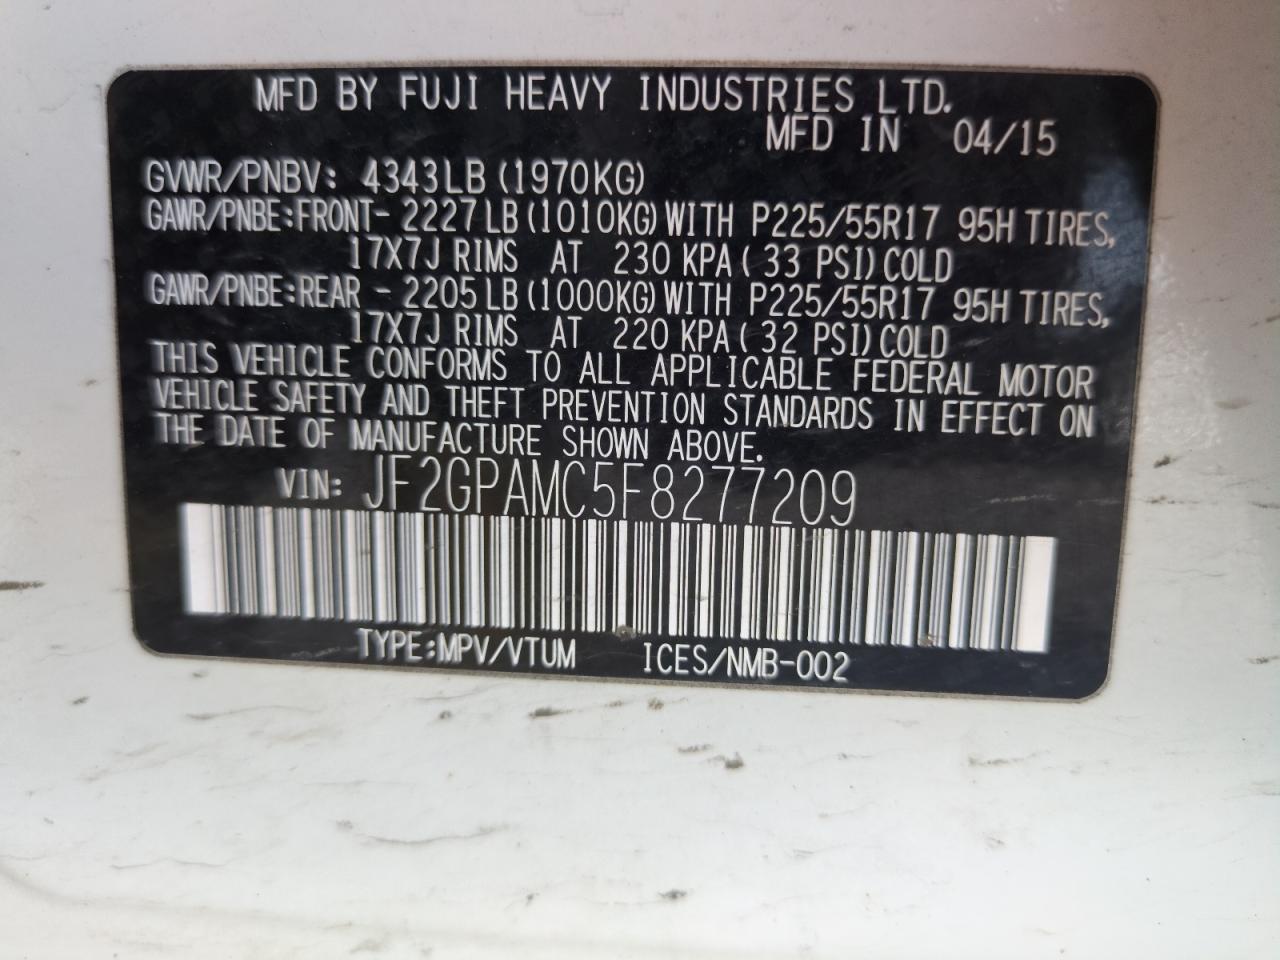 MFD BY FUJI HEAVY INDUSTRIES LTD.
MFD IN 04/15
GVWR/PNBV: 4343LB (1970KG)
GAWR/PNBE:FRONT- 2227LB (1010KG) WITH P225/55R17 95H TIRES,
17X7J RIMS AT 230 KPA( 33 PSI) COLD
GAWR/PNBE:REAR - 2205LB (1000KG) WITH P225/55R17 95H TIRES,
17X7J RIMS AT 220 KPA( 32 PSI) COLD
THIS VEHICLE CONFORMS TO ALL APPLICABLE FEDERAL MOTOR
VEHICLE SAFETY AND THEFT PREVENTION STANDARDS IN EFFECT ON
THE DATE OF MANUFACTURE SHOWN ABOVE.
VIN: JF2GPAMC5F8277209
TYPE:MPV/VTUM ICES/NMB-002